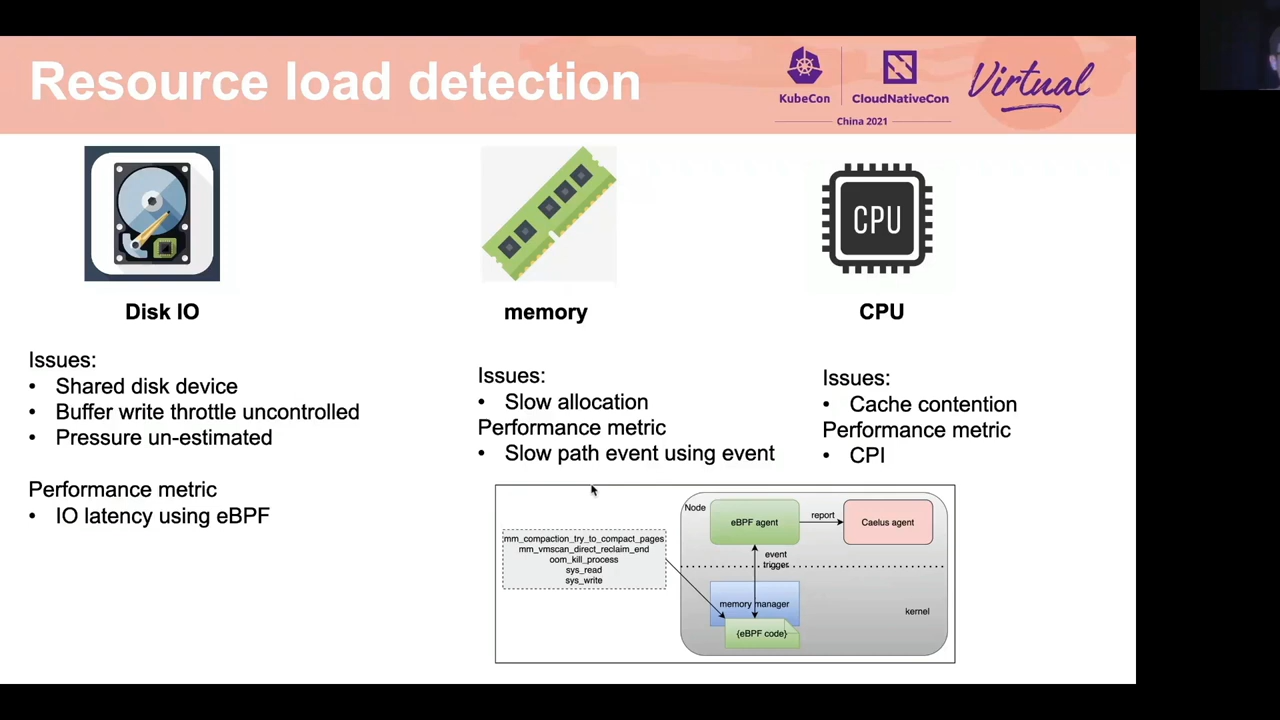 Resource load detection
KubeCon
CloudNativeCon
China 2021
Virtual
CPU
Disk IO
memory
CPU
Issues:
• Shared disk device
• Buffer write throttle uncontrolled
• Pressure un-estimated
Performance metric
• IO latency using eBPF
Issues:
• Slow allocation
Performance metric
• Slow path event using event
Issues:
• Cache contention
Performance metric
• CPI
mm_compaction_try_to_compact_pages
mm_vmscan_direct_reclaim_end
oom_kill_process
sys_read
sys_write
Node
eBPF agent
report
Caelus agent
event
trigger
memory manager
kernel
{eBPF code}